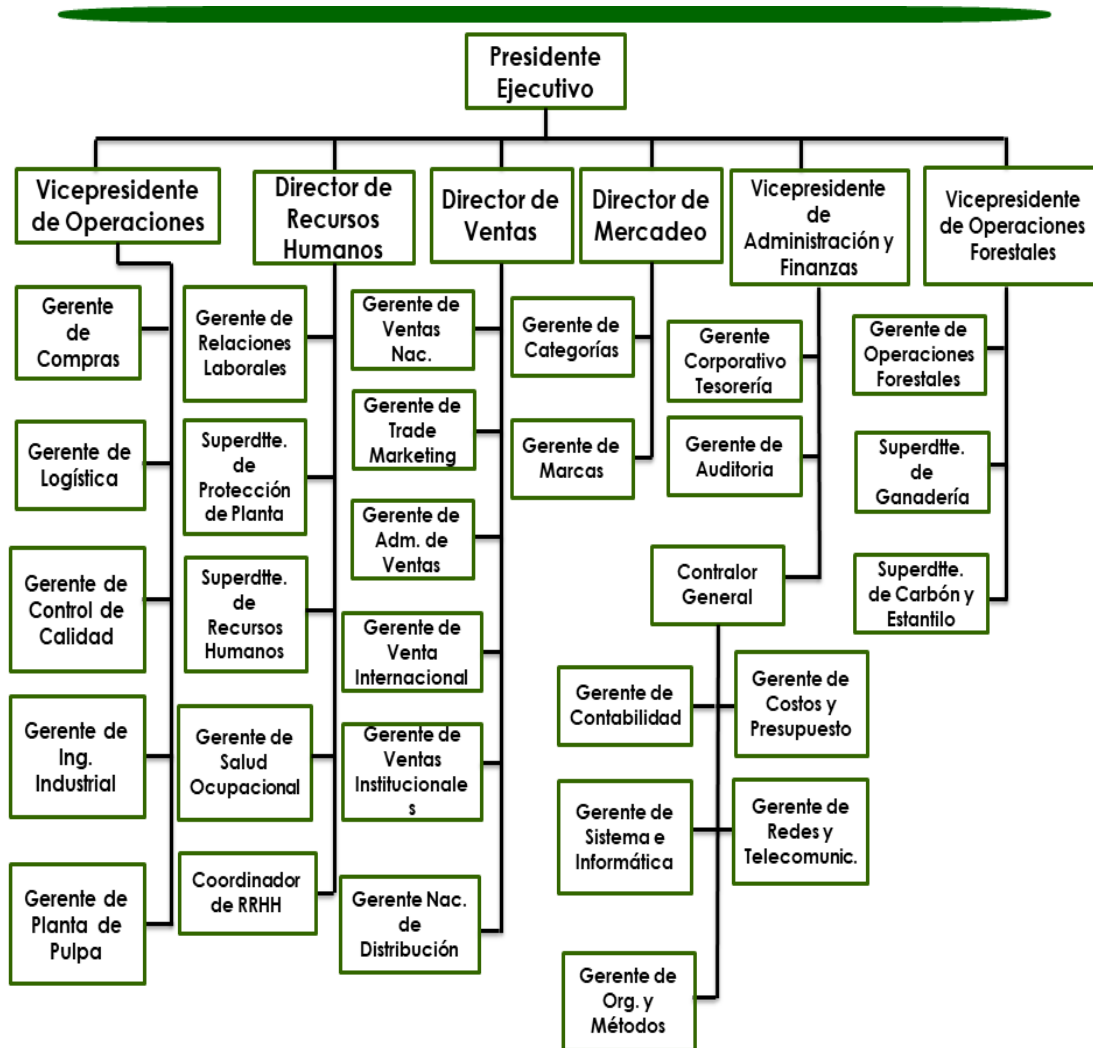 Presidente
Ejecutivo
Vicepresidente
de Operaciones
Director de
Recursos
Humanos
Director de
Ventas
Director de
Mercadeo
Vicepresidente
de
Administración y
Finanzas
Vicepresidente
de Operaciones
Forestales
Gerente
de
Compras
Gerente de
Logística
Gerente de
Control de
Calidad
Gerente de
Ing.
Industrial
Gerente de
Planta de
Pulpa
Gerente de
Relaciones
Laborales
Superdtte.
de
Protección
de Planta
Superdtte.
de
Recursos
Humanos
Gerente de
Salud
Ocupacional
Coordinador
de RRHH
Gerente de
Ventas
Nac.
Gerente de
Trade
Marketing
Gerente de
Adm. de
Ventas
Gerente de
Venta
Internacional
Gerente de
Ventas
Institucionale
s
Gerente Nac.
de
Distribución
Gerente de
Categorías
Gerente de
Marcas
Gerente
Corporativo
Tesorería
Gerente de
Auditoria
Contralor
General
Gerente de
Contabilidad
Gerente de
Costos y
Presupuesto
Gerente de
Sistema e
Informática
Gerente de
Redes y
Telecomunic.
Gerente de
Org. y
Métodos
Gerente de
Operaciones
Forestales
Superdtte.
de
Ganadería
Superdtte.
de Carbón y
Estantilo